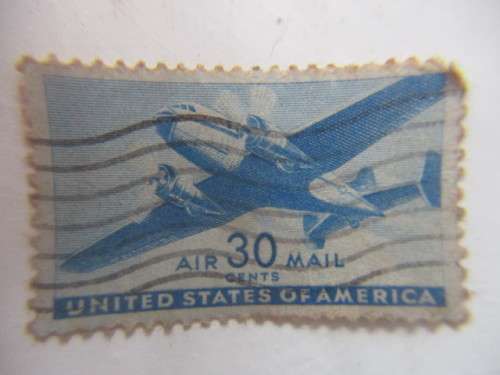 AIR 30 MAIL
CENTS
UNITED STATES OF AMERICA